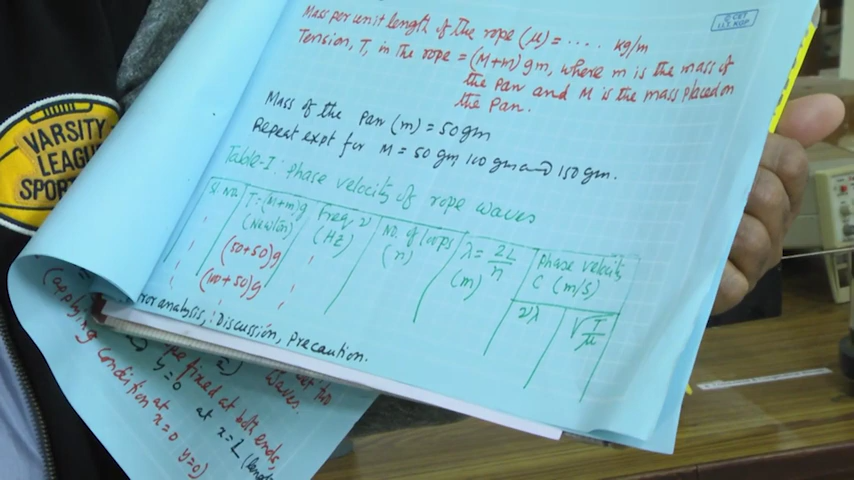 Mass per unit length of the rope (μ) = .... kg/m
Tension, T, in the rope = (M+m) gm, where m is the mass of
the pan and M is the mass placed on
the pan.
Mass of the pan (m) = 50 gm
Repeat expt for M = 50 gm 100 gm and 150 gm.
Table-I: Phase velocity of rope waves
Sl. No. T=(M+m)g (Newton) Freq ν (HZ) No. of loops (n) λ = 2L/n (m) Phase velocity C (m/s)
νλ √T/μ
(50+50)g
(100+50)g
Error analysis, Discussion, precaution.
VARSITY
LEAGUE
SPOR
waves.
fixed at both ends,
y=0 at x=L
(applying condition at
x=0 y=0)